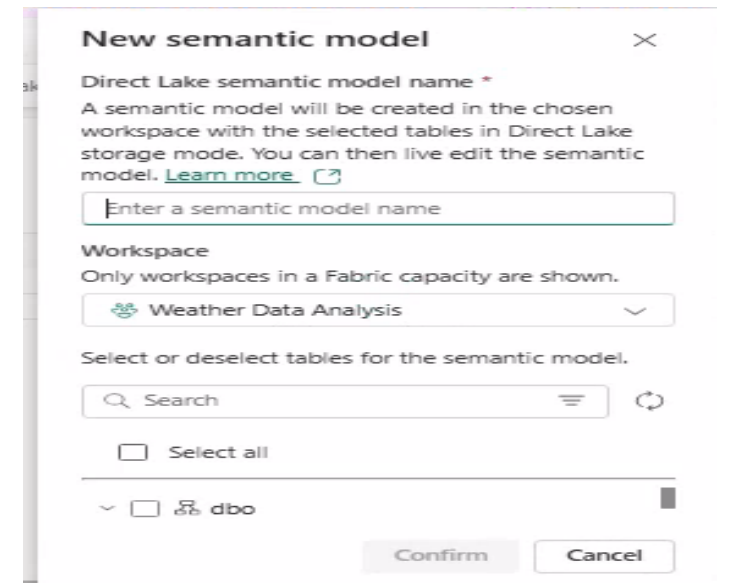 New semantic model
ak
Direct Lake semantic model name *
A semantic model will be created in the chosen
workspace with the selected tables in Direct Lake
storage mode. You can then live edit the semantic
model. Learn more
Enter a semantic model name
Workspace
Only workspaces in a Fabric capacity are shown.
Weather Data Analysis
Select or deselect tables for the semantic model.
Search
Select all
dbo
Confirm Cancel